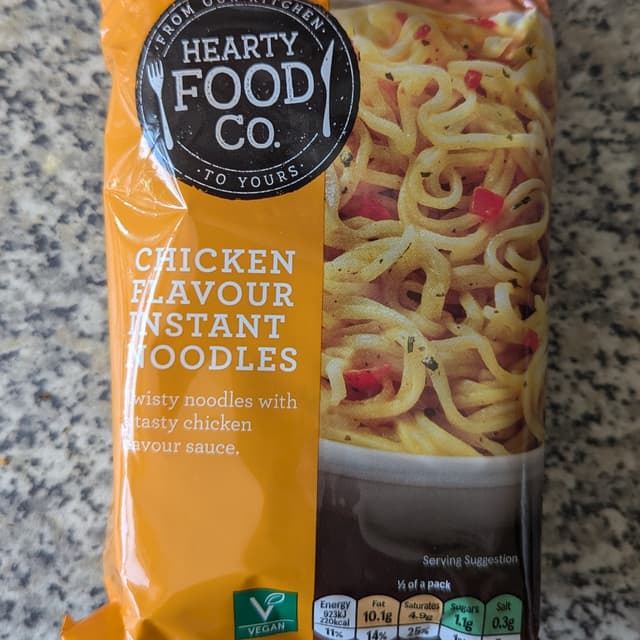 FROM OUR KITCHEN
HEARTY
FOOD
CO.
· TO YOURS ·
CHICKEN
FLAVOUR
INSTANT
NOODLES
wisty noodles with
tasty chicken
avour sauce.
Serving Suggestion
½ of a pack
Energy Fat Saturates Sugars Salt
923kJ
220kcal 10.1g 4.9g 1.1g 0.3g
11% 14% 25%
V
VEGAN